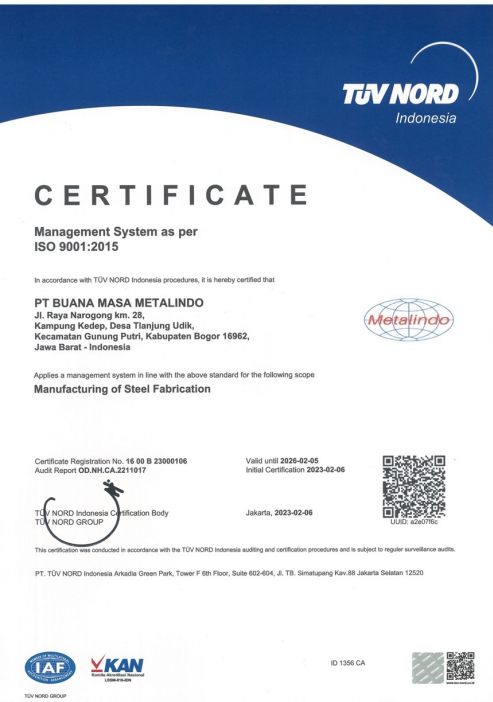 TÜV NORD
Indonesia
CERTIFICATE
Management System as per
ISO 9001:2015
In accordance with TÜV NORD Indonesia procedures, it is hereby certified that
PT BUANA MASA METALINDO
Jl. Raya Narogong km. 28,
Kampung Kedep, Desa Tlanjung Udik,
Kecamatan Gunung Putri, Kabupaten Bogor 16962,
Jawa Barat - Indonesia
Metalindo
Applies a management system in line with the above standard for the following scope
Manufacturing of Steel Fabrication
Certificate Registration No. 16 00 B 23000106
Audit Report OD.NH.CA.2211017
Valid until 2026-02-05
Initial Certification 2023-02-06
UUID: a2e07f6c
TÜV NORD Indonesia Certification Body
TÜV NORD GROUP
Jakarta, 2023-02-06
This certification was conducted in accordance with the TÜV NORD Indonesia auditing and certification procedures and is subject to reguler surveillance audits.
PT. TÜV NORD Indonesia Arkadia Green Park, Tower F 6th Floor, Suite 602-604, Jl. TB. Simatupang Kav.88 Jakarta Selatan 12520
IAF
KAN
Komite Akreditasi Nasional
LSSM-010-IDN
ID 1356 CA
TÜV NORD GROUP